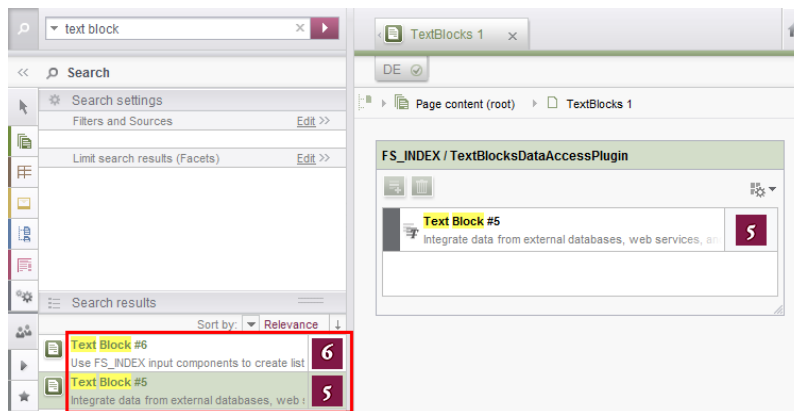 text block
Search
Search settings
Filters and Sources Edit >>
Limit search results (Facets) Edit >>
Search results
Sort by: Relevance
Text Block #6
Use FS_INDEX input components to create list
6
Text Block #5
Integrate data from external databases, web
5
TextBlocks 1
DE
Page content (root) TextBlocks 1
FS_INDEX / TextBlocksDataAccessPlugin
Text Block #5
Integrate data from external databases, web services, an
5